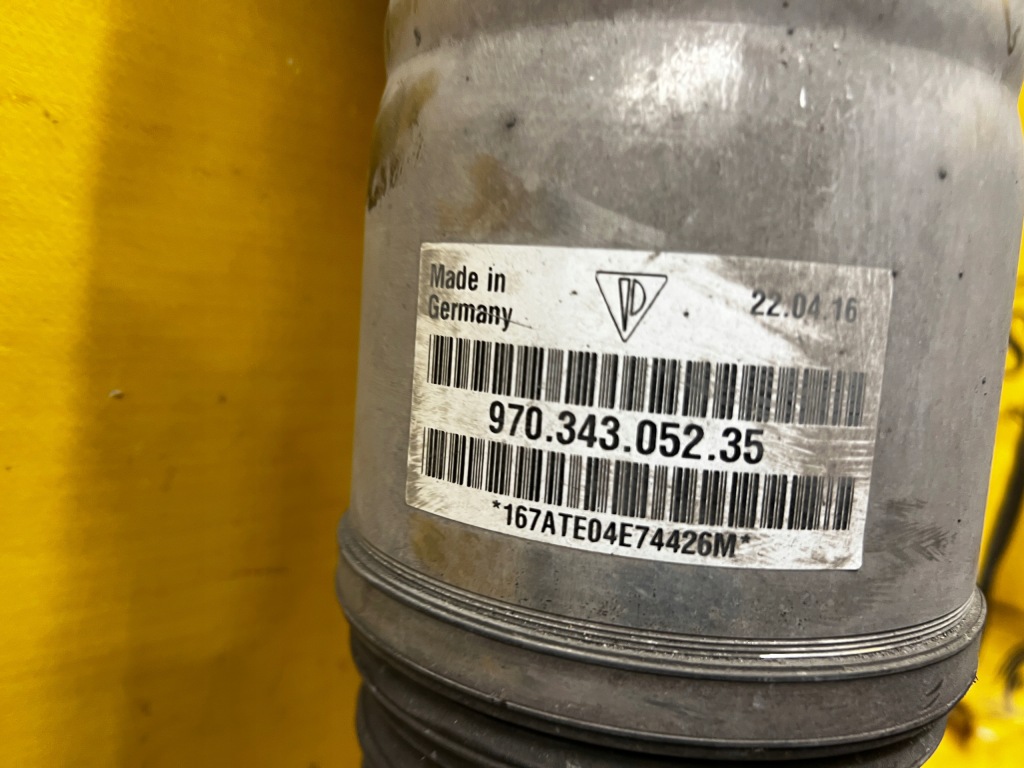 Made in
Germany
22.04.16
970.343.052.35
*167ATE04E74426M*